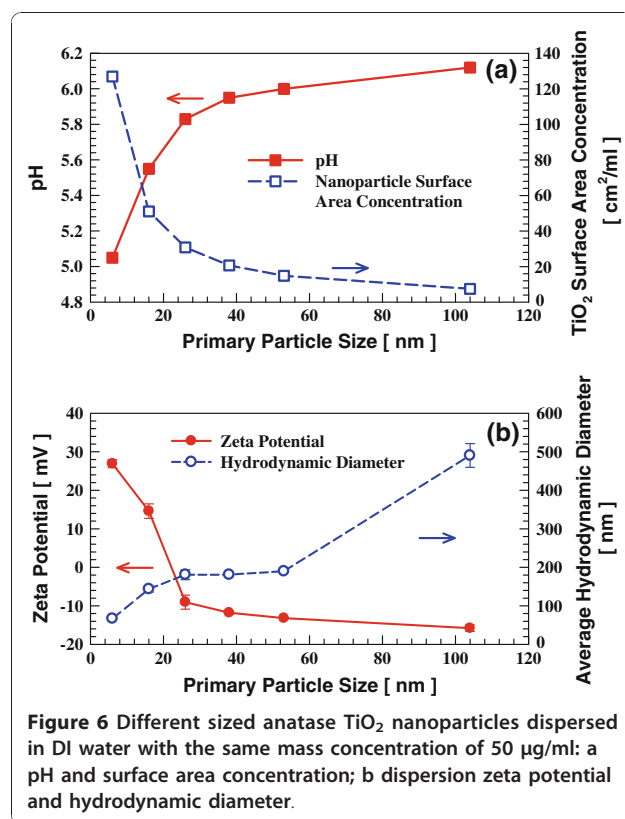 (a)
pH
6.2
6.0
5.8
5.6
5.4
5.2
5.0
4.8
pH
Nanoparticle Surface
Area Concentration
140
120
100
80
60
40
20
0
TiO₂ Surface Area Concentration
[ cm²/ml ]
0 20 40 60 80 100 120
Primary Particle Size [ nm ]
(b)
Zeta Potential [ mV ]
40
30
20
10
0
-10
-20
Zeta Potential
Hydrodynamic Diameter
600
500
400
300
200
100
0
Average Hydrodynamic Diameter
[ nm ]
0 20 40 60 80 100 120
Primary Particle Size [ nm ]
Figure 6 Different sized anatase TiO₂ nanoparticles dispersed
in DI water with the same mass concentration of 50 μg/ml: a
pH and surface area concentration; b dispersion zeta potential
and hydrodynamic diameter.